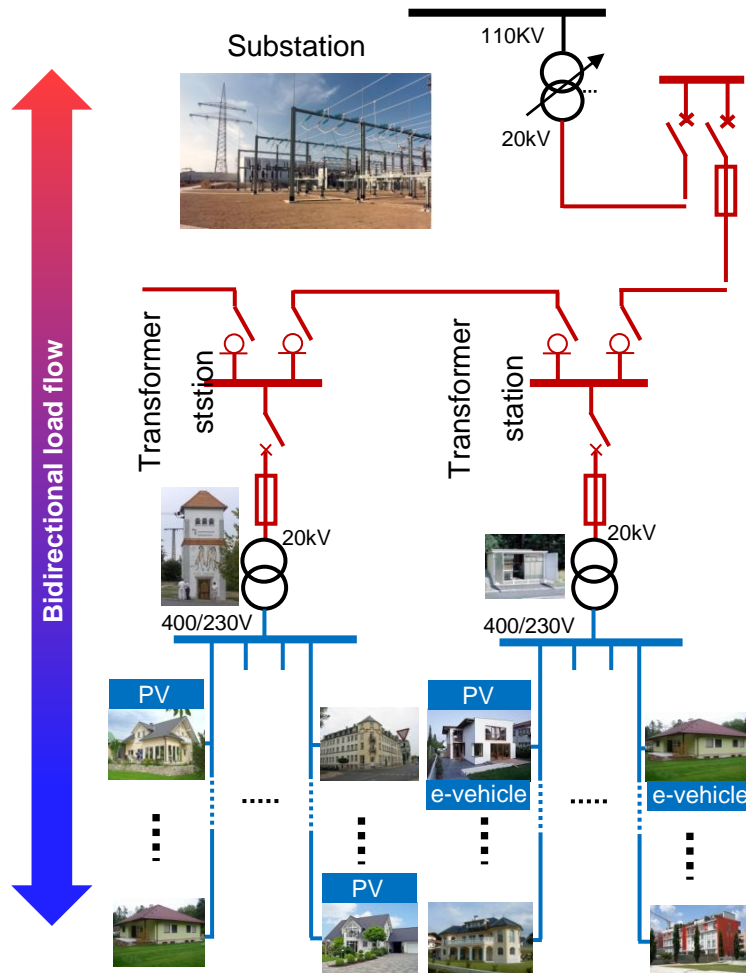 Substation
110KV
20kV
Bidirectional load flow
Transformer
ststion
Transformer
station
20kV
20kV
400/230V
400/230V
PV
PV
e-vehicle
e-vehicle
PV